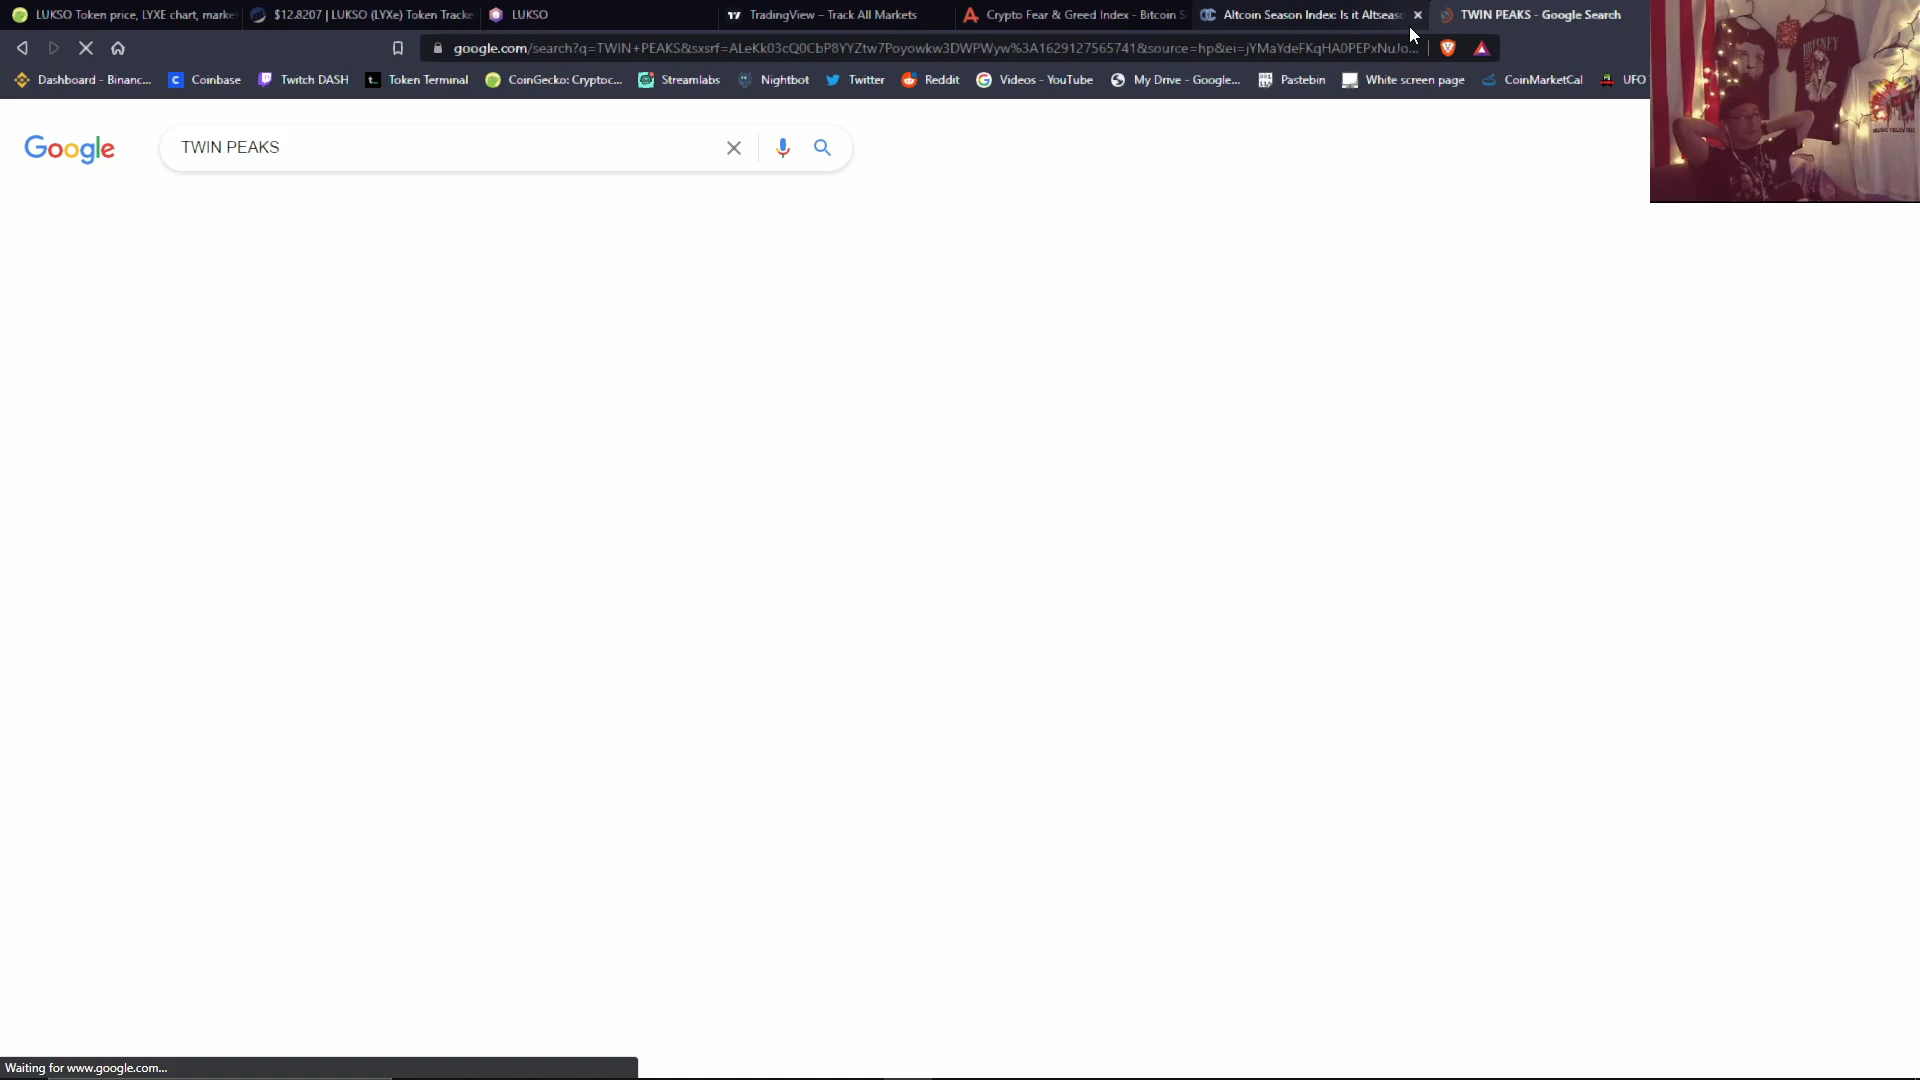 LUKSO Token price, LYXE chart, marke
$12.8207 | LUKSO (LYXe) Token Tracke
LUKSO
TradingView – Track All Markets
Crypto Fear & Greed Index - Bitcoin S
Altcoin Season Index: Is it Altseaso
TWIN PEAKS - Google Search
google.com/search?q=TWIN+PEAKS&sxsrf=ALeKk03cQ0CbP8YYZtw7Poyowkw3DWPWyw%3A1629127565741&source=hp&ei=jYMaYdeFKqHA0PEPxNuJo...
Dashboard - Binanc...
Coinbase
Twitch DASH
Token Terminal
CoinGecko: Cryptoc...
Streamlabs
Nightbot
Twitter
Reddit
Videos - YouTube
My Drive - Google...
Pastebin
White screen page
CoinMarketCal
UFO
Google
TWIN PEAKS
MUSIC TELEVISION
Waiting for www.google.com...